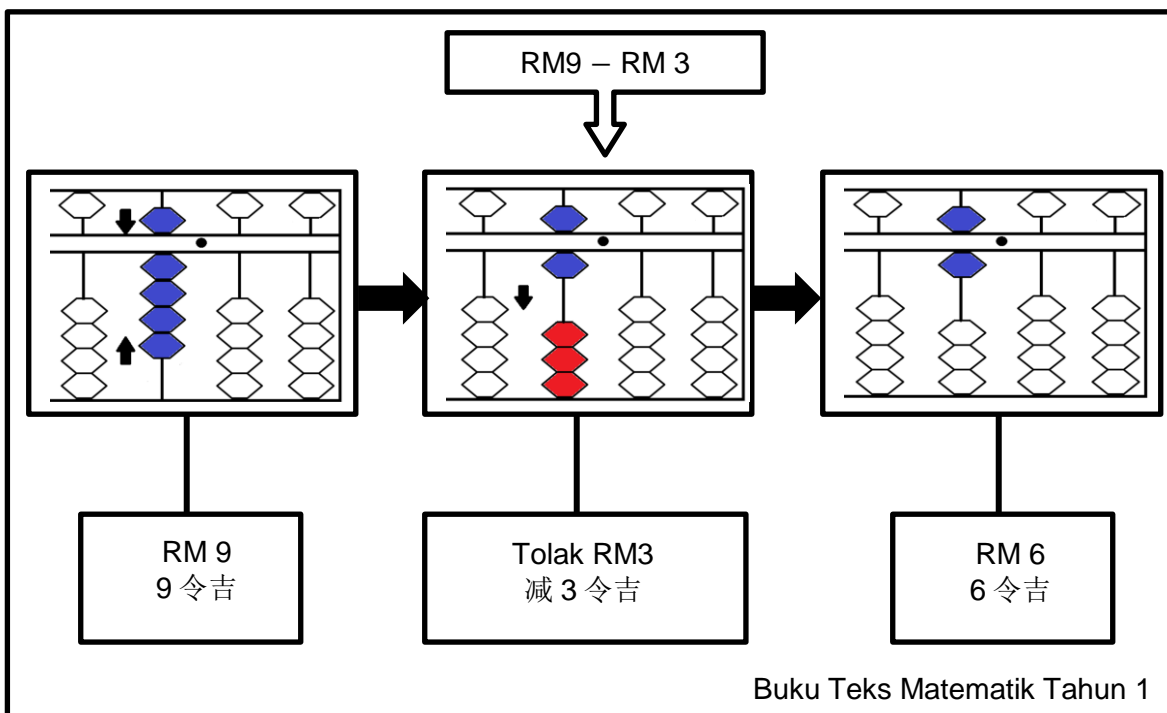 RM9 – RM 3
RM 9
9 令吉
Tolak RM3
减 3 令吉
RM 6
6 令吉
Buku Teks Matematik Tahun 1